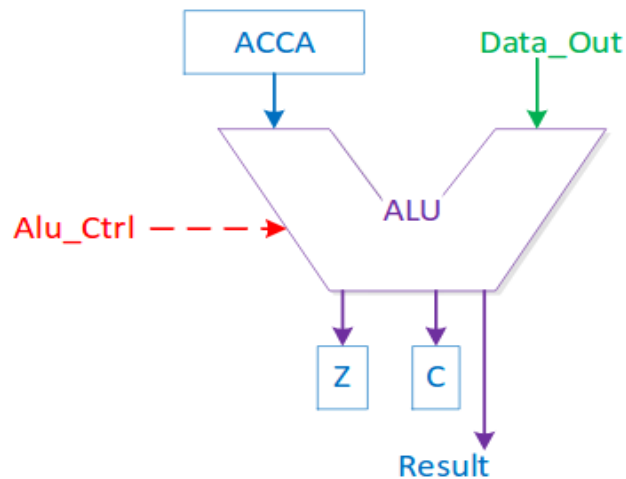 ACCA
Data_Out
ALU
Alu_Ctrl
Z
C
Result